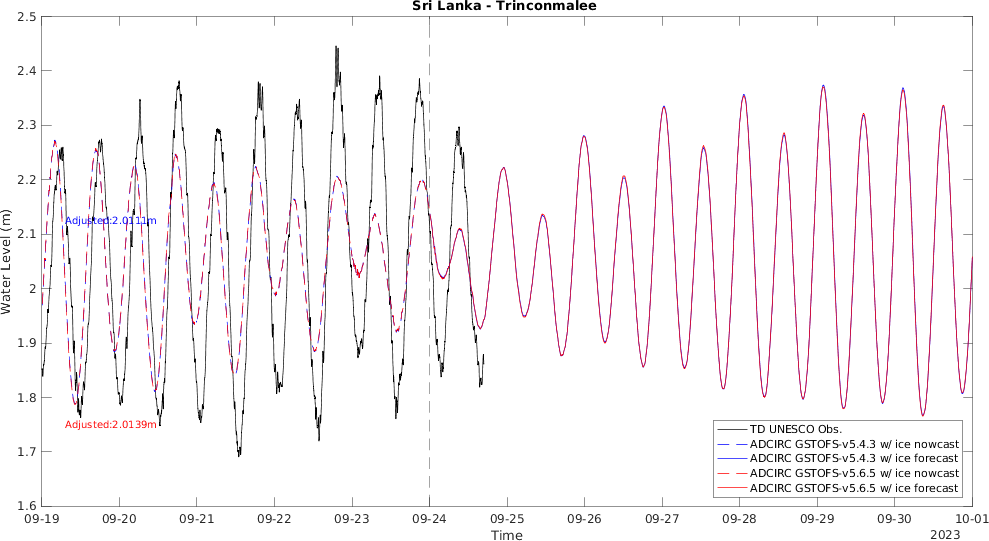 Sri Lanka - Trinconmalee
2.5
2.4
2.3
2.2
2.1
2
1.9
1.8
1.7
1.6
Water Level (m)
Adjusted:2.0111m
Adjusted:2.0139m
TD UNESCO Obs.
ADCIRC GSTOFS-v5.4.3 w/ ice nowcast
ADCIRC GSTOFS-v5.4.3 w/ ice forecast
ADCIRC GSTOFS-v5.6.5 w/ ice nowcast
ADCIRC GSTOFS-v5.6.5 w/ ice forecast
09-19 09-20 09-21 09-22 09-23 09-24 09-25 09-26 09-27 09-28 09-29 09-30 10-01
Time
2023